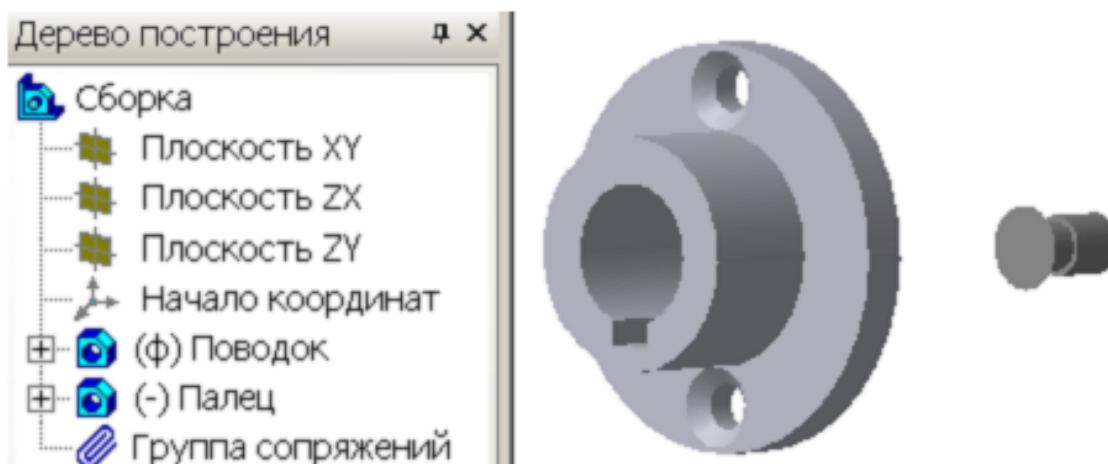 Дерево построения
Сборка
Плоскость XY
Плоскость ZX
Плоскость ZY
Начало координат
(ф) Поводок
(-) Палец
Группа сопряжений